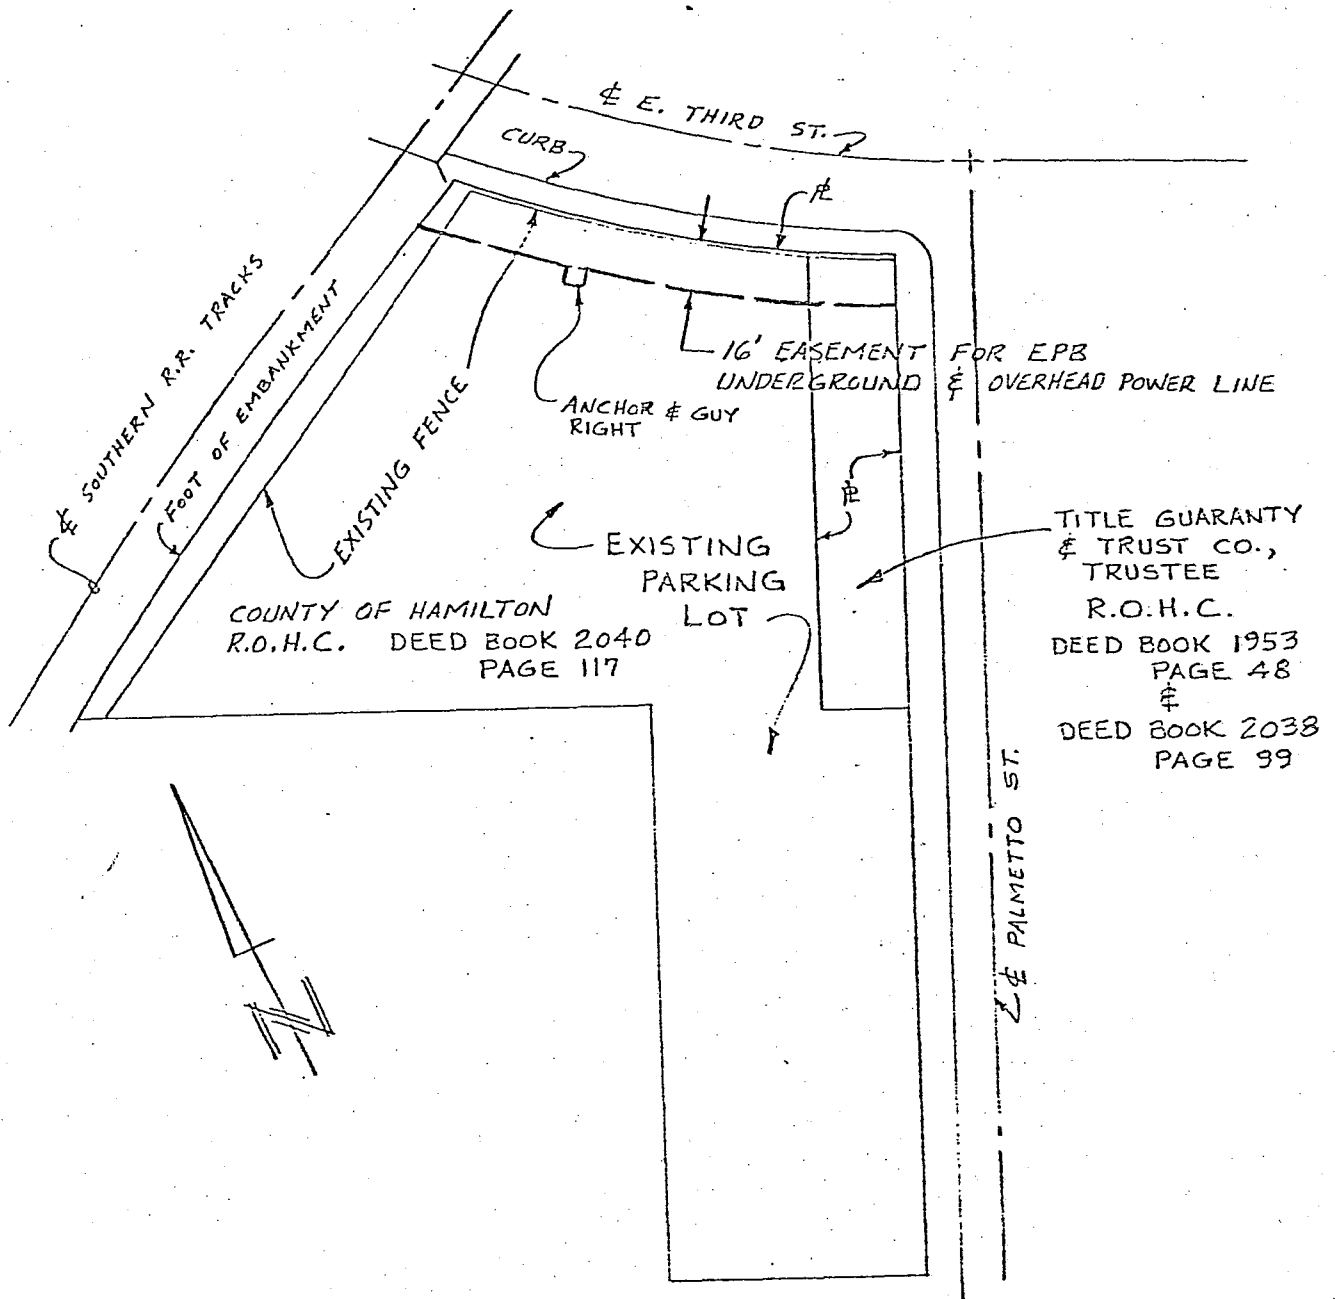 ℄ E. THIRD ST.
CURB
℄ SOUTHERN R.R. TRACKS
FOOT OF EMBANKMENT
EXISTING FENCE
℄
16' EASEMENT FOR EPB
UNDERGROUND & OVERHEAD POWER LINE
ANCHOR & GUY
RIGHT
EXISTING
PARKING
LOT
COUNTY OF HAMILTON
R.O.H.C. DEED BOOK 2040
PAGE 117
TITLE GUARANTY
& TRUST CO.,
TRUSTEE
R.O.H.C.
DEED BOOK 1953
PAGE 48
&
DEED BOOK 2038
PAGE 99
℄ PALMETTO ST.
N